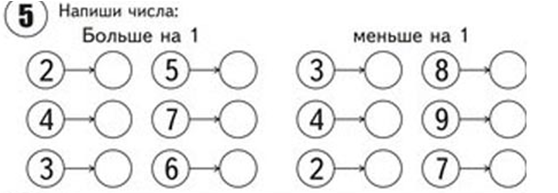 5 Напиши числа:
Больше на 1 меньше на 1
2 5 3 8
4 7 4 9
3 6 2 7